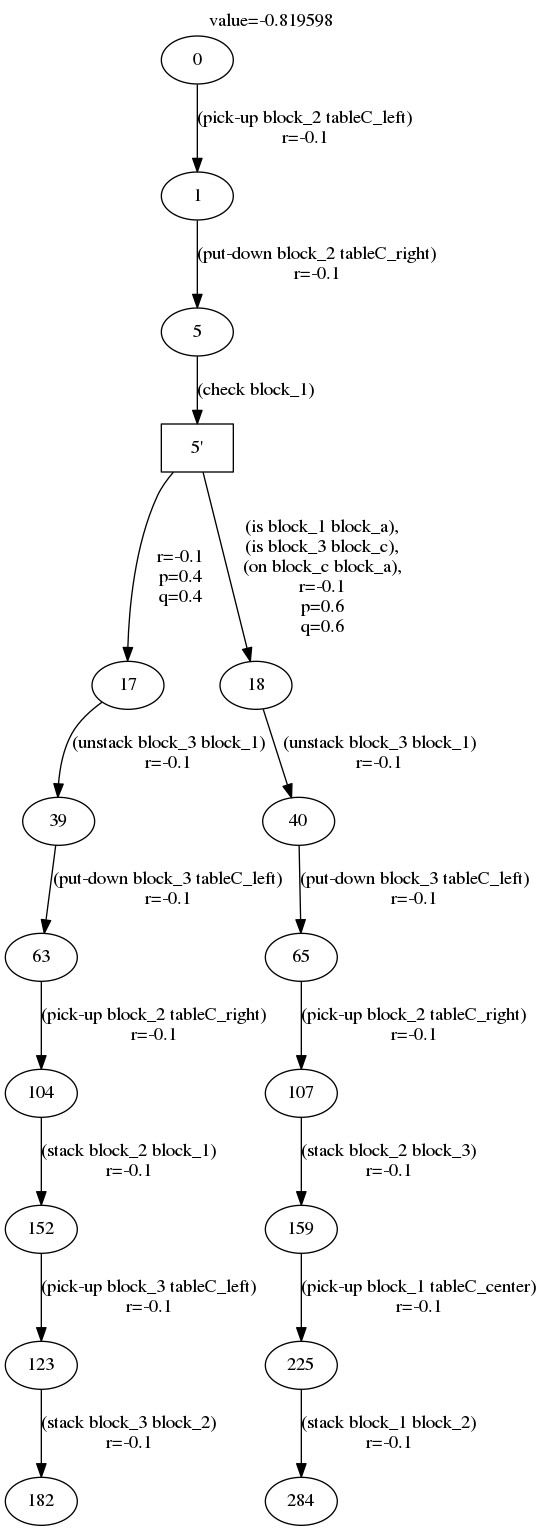 value=-0.819598
0
(pick-up block_2 tableC_left)
r=-0.1
1
(put-down block_2 tableC_right)
r=-0.1
5
(check block_1)
5'
r=-0.1
p=0.4
q=0.4
(is block_1 block_a),
(is block_3 block_c),
(on block_c block_a),
r=-0.1
p=0.6
q=0.6
17
18
(unstack block_3 block_1)
r=-0.1
(unstack block_3 block_1)
r=-0.1
39
40
(put-down block_3 tableC_left)
r=-0.1
(put-down block_3 tableC_left)
r=-0.1
63
65
(pick-up block_2 tableC_right)
r=-0.1
(pick-up block_2 tableC_right)
r=-0.1
104
107
(stack block_2 block_1)
r=-0.1
(stack block_2 block_3)
r=-0.1
152
159
(pick-up block_3 tableC_left)
r=-0.1
(pick-up block_1 tableC_center)
r=-0.1
123
225
(stack block_3 block_2)
r=-0.1
(stack block_1 block_2)
r=-0.1
182
284